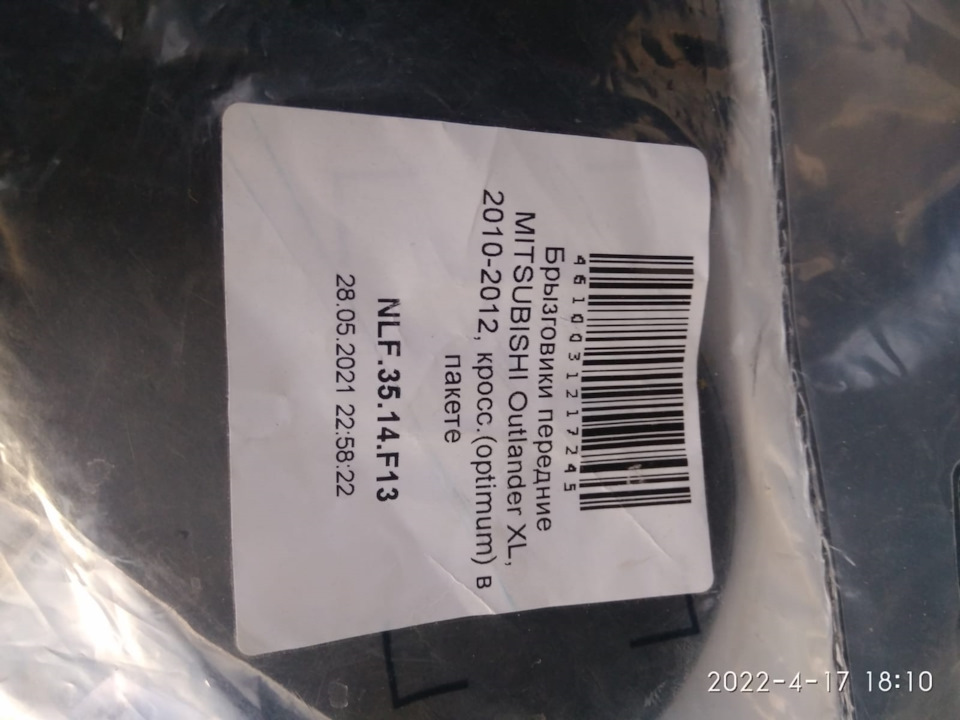 4610031217245
Брызговики передние
MITSUBISHI Outlander XL,
2010-2012, кросс.(optimum) в
пакете
NLF.35.14.F13
28.05.2021 22:58:22
2022-4-17 18:10